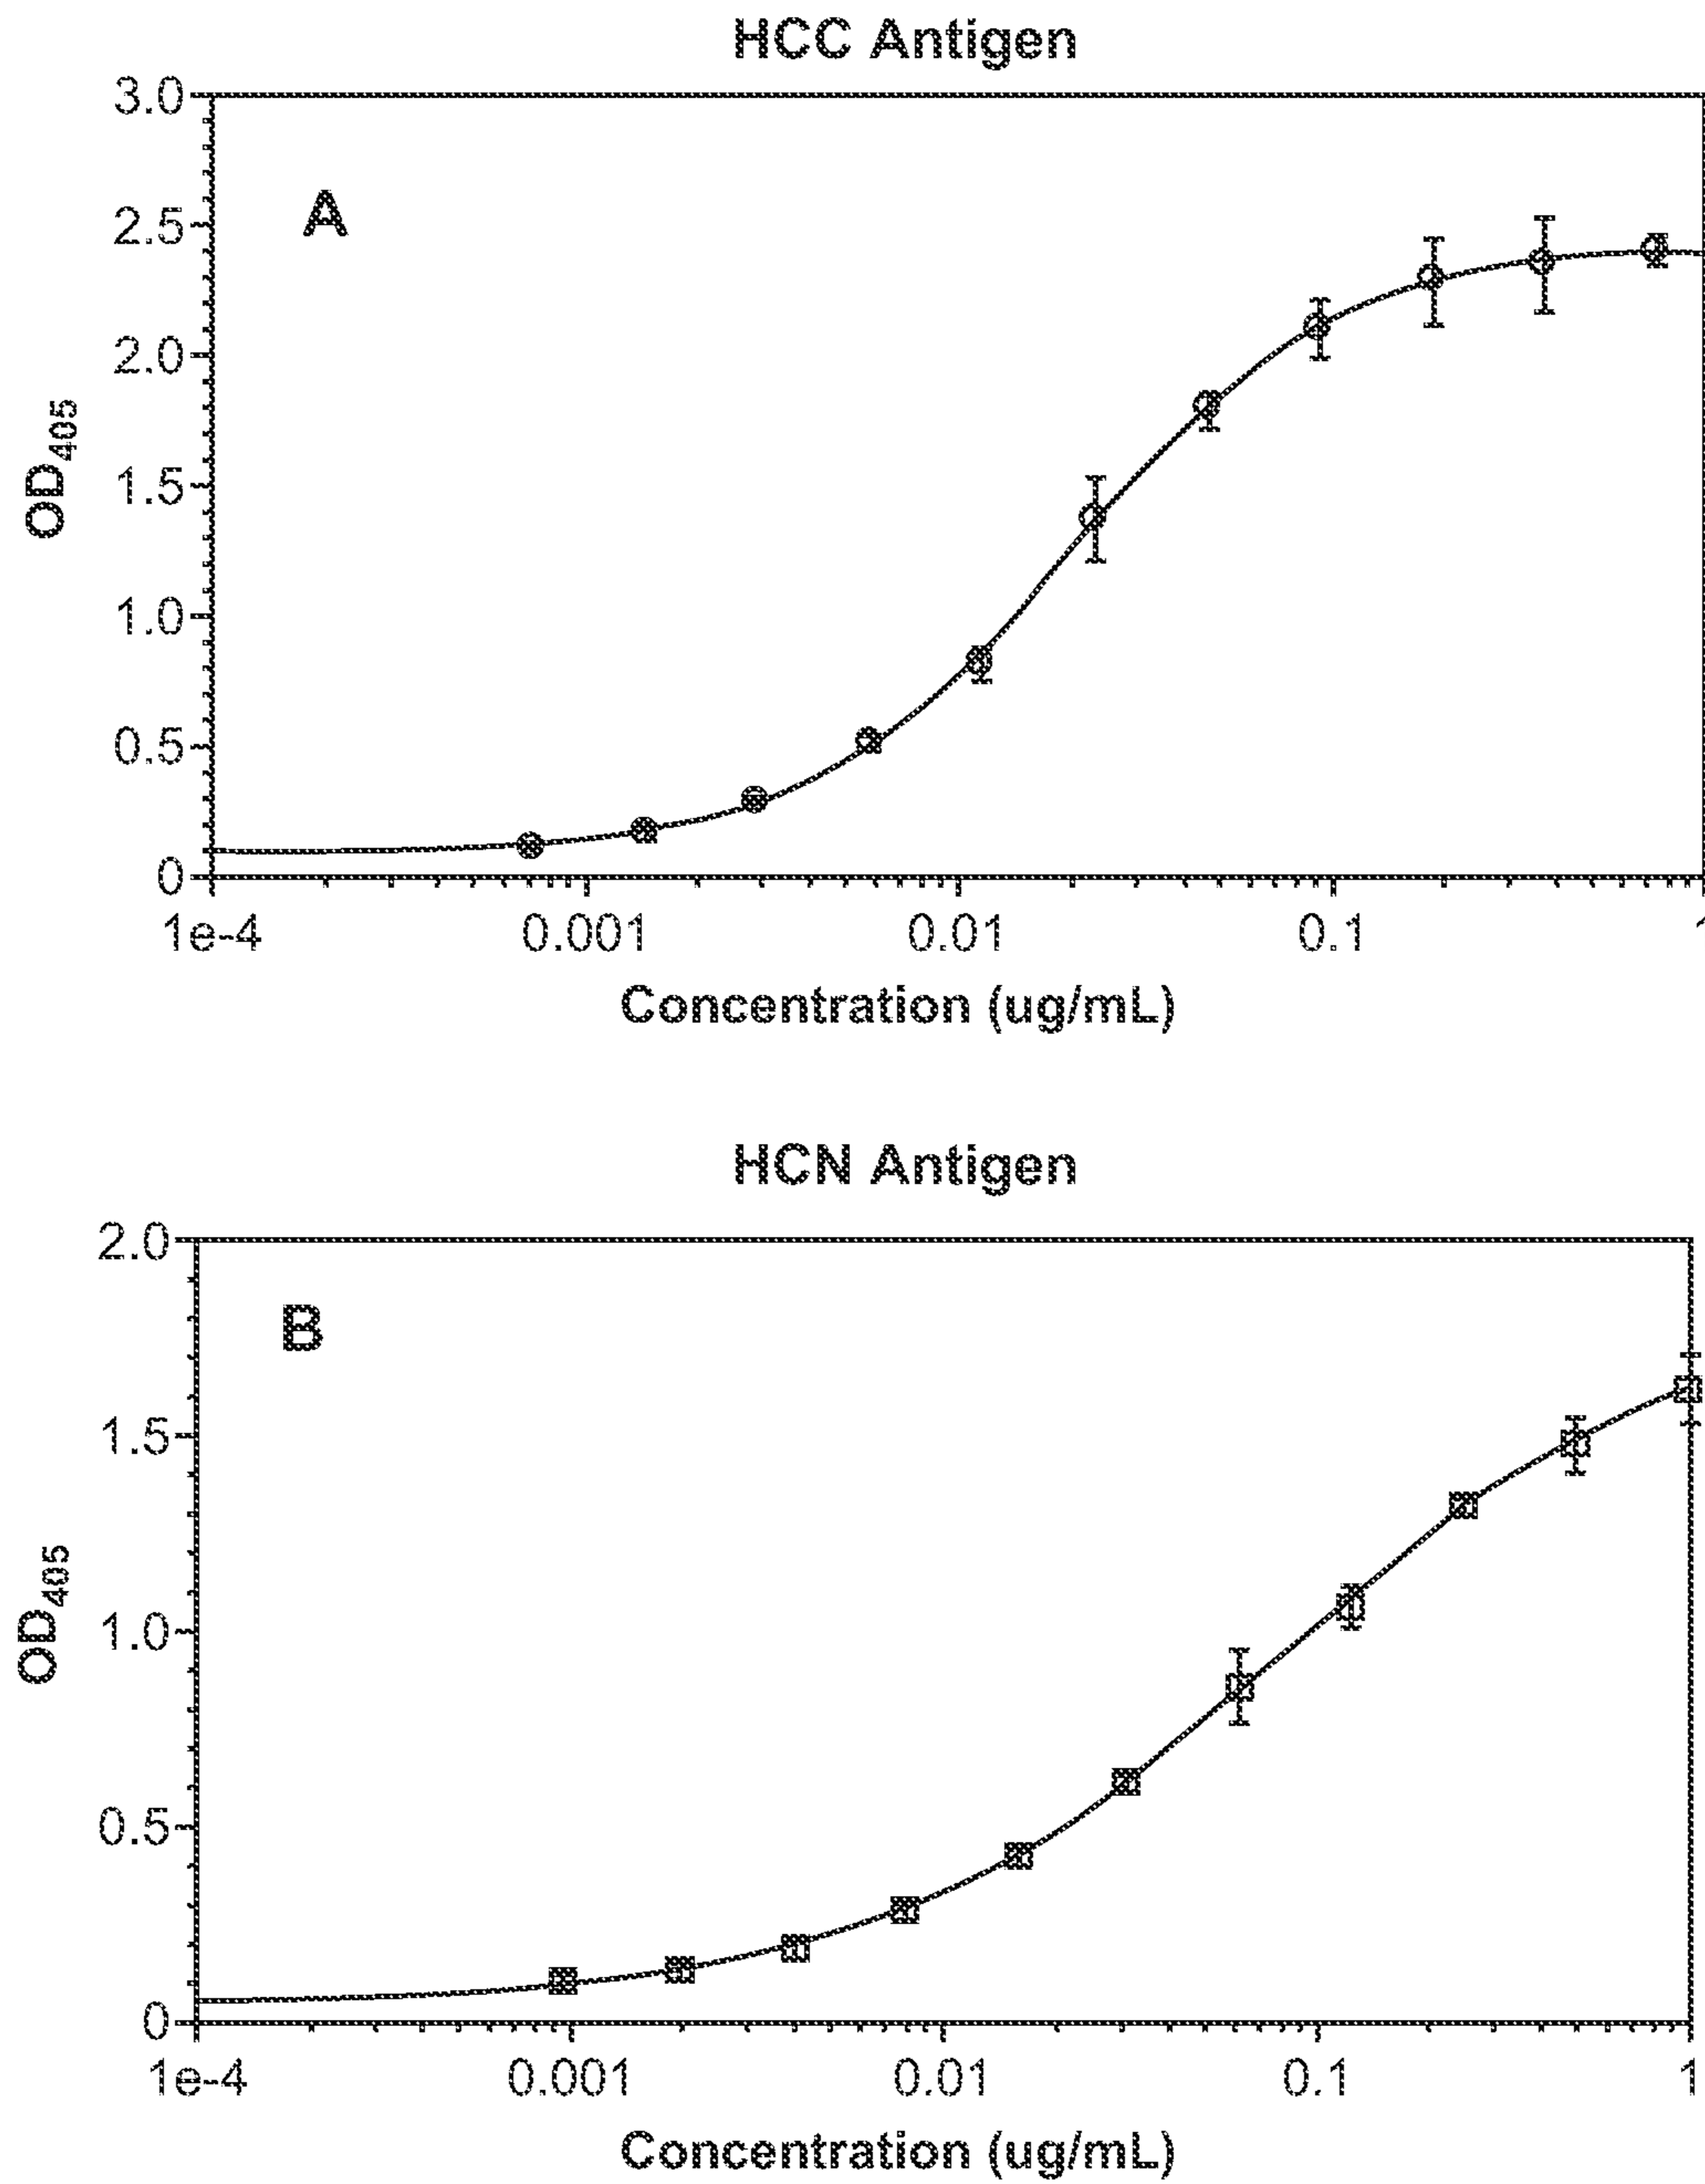 HCC Antigen
3.0
A
2.5
2.0
OD405
1.5
1.0
0.5
0
1e-4 0.001 0.01 0.1 1
Concentration (ug/mL)
HCN Antigen
2.0
B
1.5
OD405
1.0
0.5
0
1e-4 0.001 0.01 0.1 1
Concentration (ug/mL)